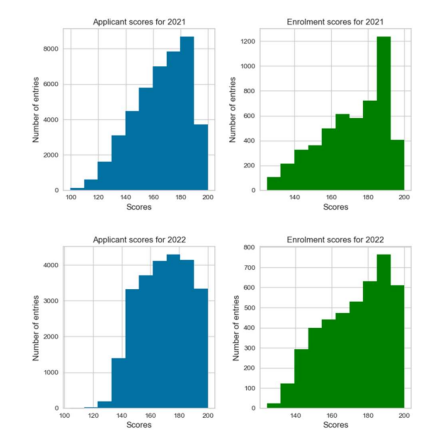 Applicant scores for 2021
Number of entries
8000
6000
4000
2000
0
100 120 140 160 180 200
Scores
Enrolment scores for 2021
Number of entries
1200
1000
800
600
400
200
0
140 160 180 200
Scores
Applicant scores for 2022
Number of entries
4000
3000
2000
1000
0
100 120 140 160 180 200
Scores
Enrolment scores for 2022
Number of entries
800
700
600
500
400
300
200
100
0
140 160 180 200
Scores